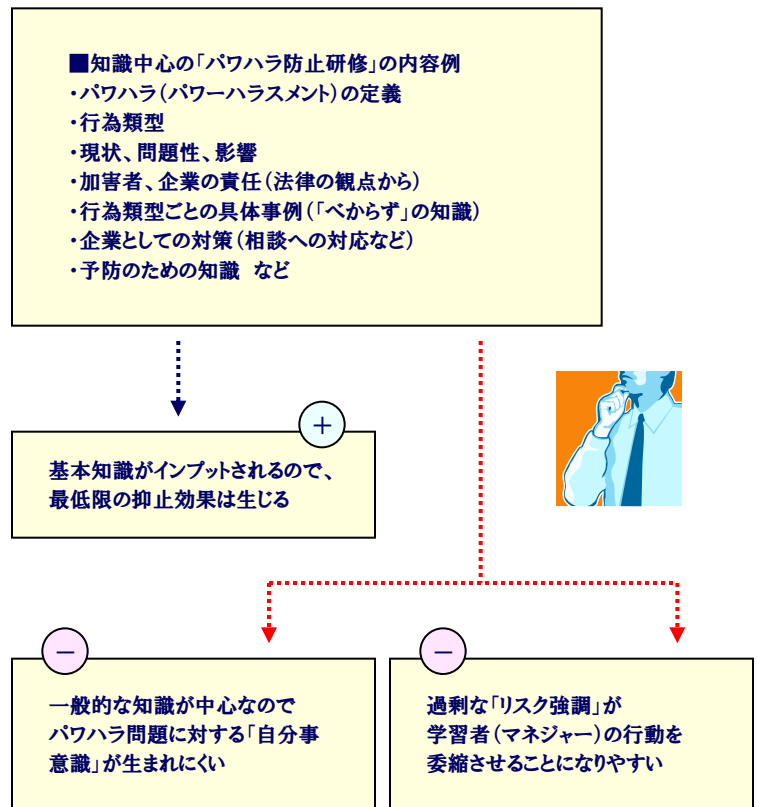 ■知識中心の「パワハラ防止研修」の内容例
・パワハラ（パワーハラスメント）の定義
・行為類型
・現状、問題性、影響
・加害者、企業の責任（法律の観点から）
・行為類型ごとの具体事例（「べからず」の知識）
・企業としての対策（相談への対応など）
・予防のための知識　など
＋
基本知識がインプットされるので、
最低限の抑止効果は生じる
－
一般的な知識が中心なので
パワハラ問題に対する「自分事
意識」が生まれにくい
－
過剰な「リスク強調」が
学習者（マネジャー）の行動を
委縮させることになりやすい